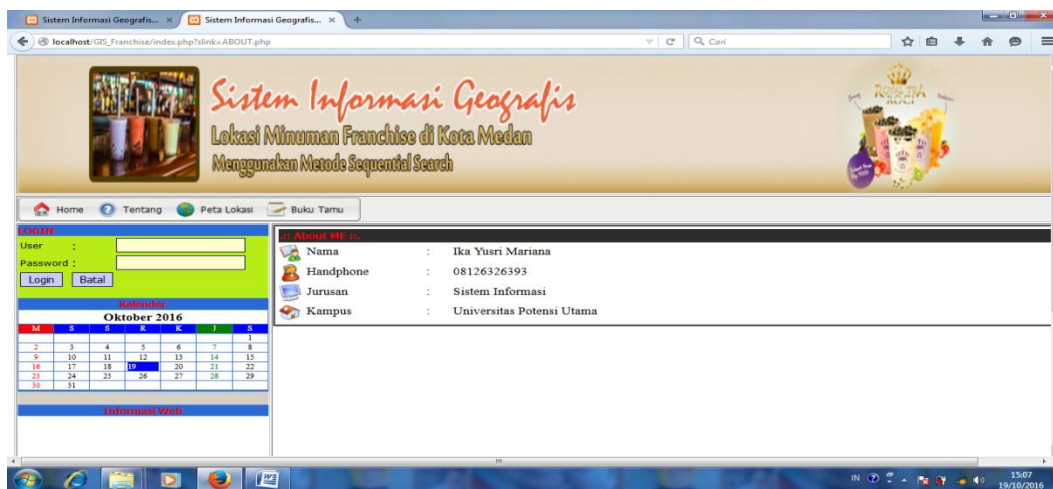 Sistem Informasi Geografis... × Sistem Informasi Geografis... × +
localhost/GIS_Franchise/index.php?slink=ABOUT.php Cari
Sistem Informasi Geografis
Lokasi Minuman Franchise di Kota Medan
Menggunakan Metode Sequential Search
ROYAL TEA
ROCI
Home Tentang Peta Lokasi Buku Tamu
LOGIN
User :
Password :
Login Batal
Kalender
Oktober 2016
M S S R K J S
1
2 3 4 5 6 7 8
9 10 11 12 13 14 15
16 17 18 19 20 21 22
23 24 25 26 27 28 29
30 31
Informasi Web
.:: About ME ::.
Nama : Ika Yusri Mariana
Handphone : 08126326393
Jurusan : Sistem Informasi
Kampus : Universitas Potensi Utama
IN 15:07
19/10/2016